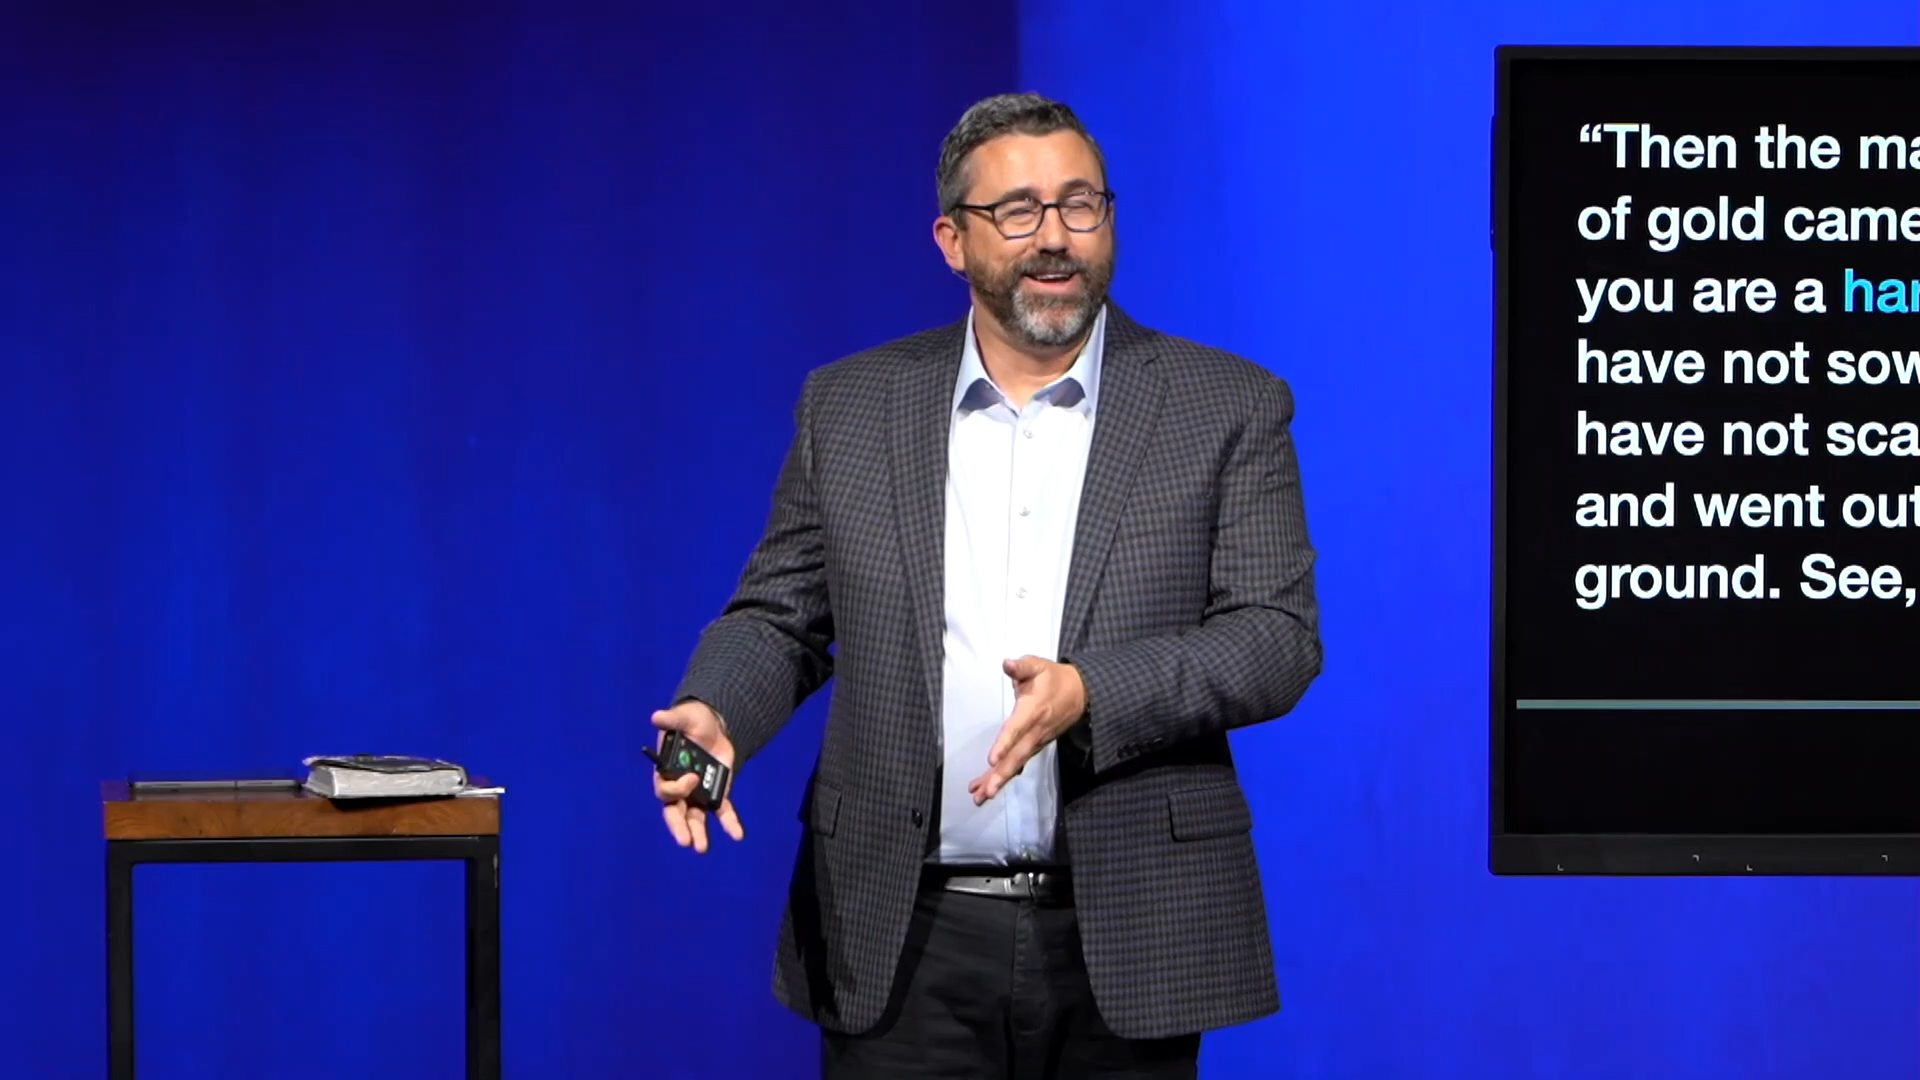 “Then the ma
of gold came
you are a har
have not sow
have not sca
and went out
ground. See,